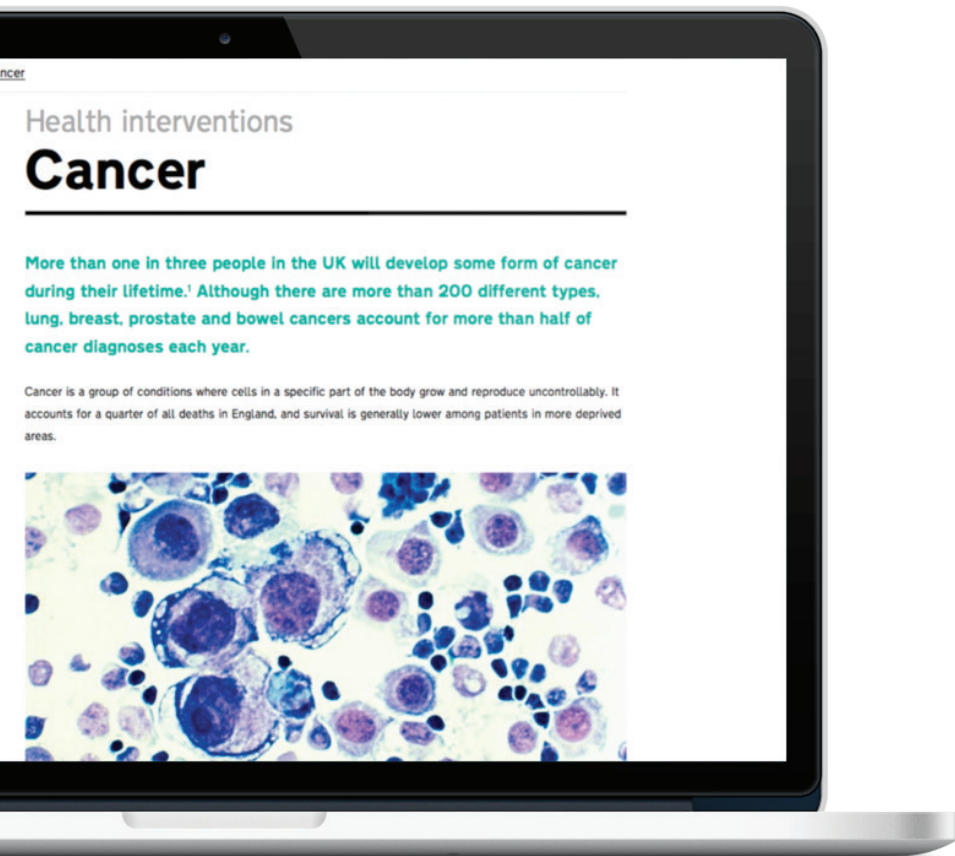 ncer
Health interventions
Cancer
More than one in three people in the UK will develop some form of cancer
during their lifetime.¹ Although there are more than 200 different types,
lung, breast, prostate and bowel cancers account for more than half of
cancer diagnoses each year.
Cancer is a group of conditions where cells in a specific part of the body grow and reproduce uncontrollably. It
accounts for a quarter of all deaths in England, and survival is generally lower among patients in more deprived
areas.